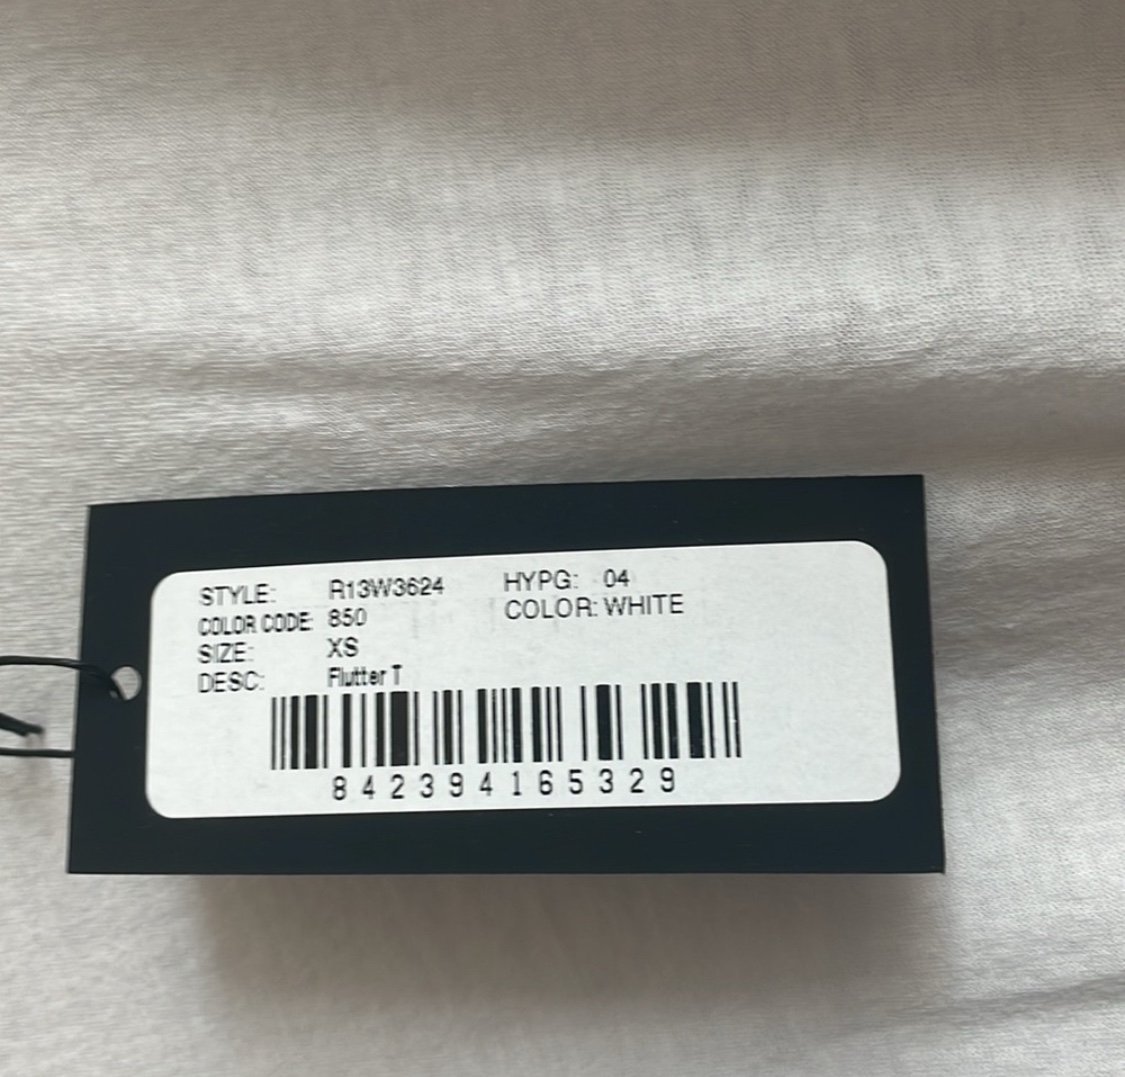 STYLE: R13W3624 HYPG: 04
COLOR CODE: 850 COLOR: WHITE
SIZE: XS
DESC: Flutter T
842394165329